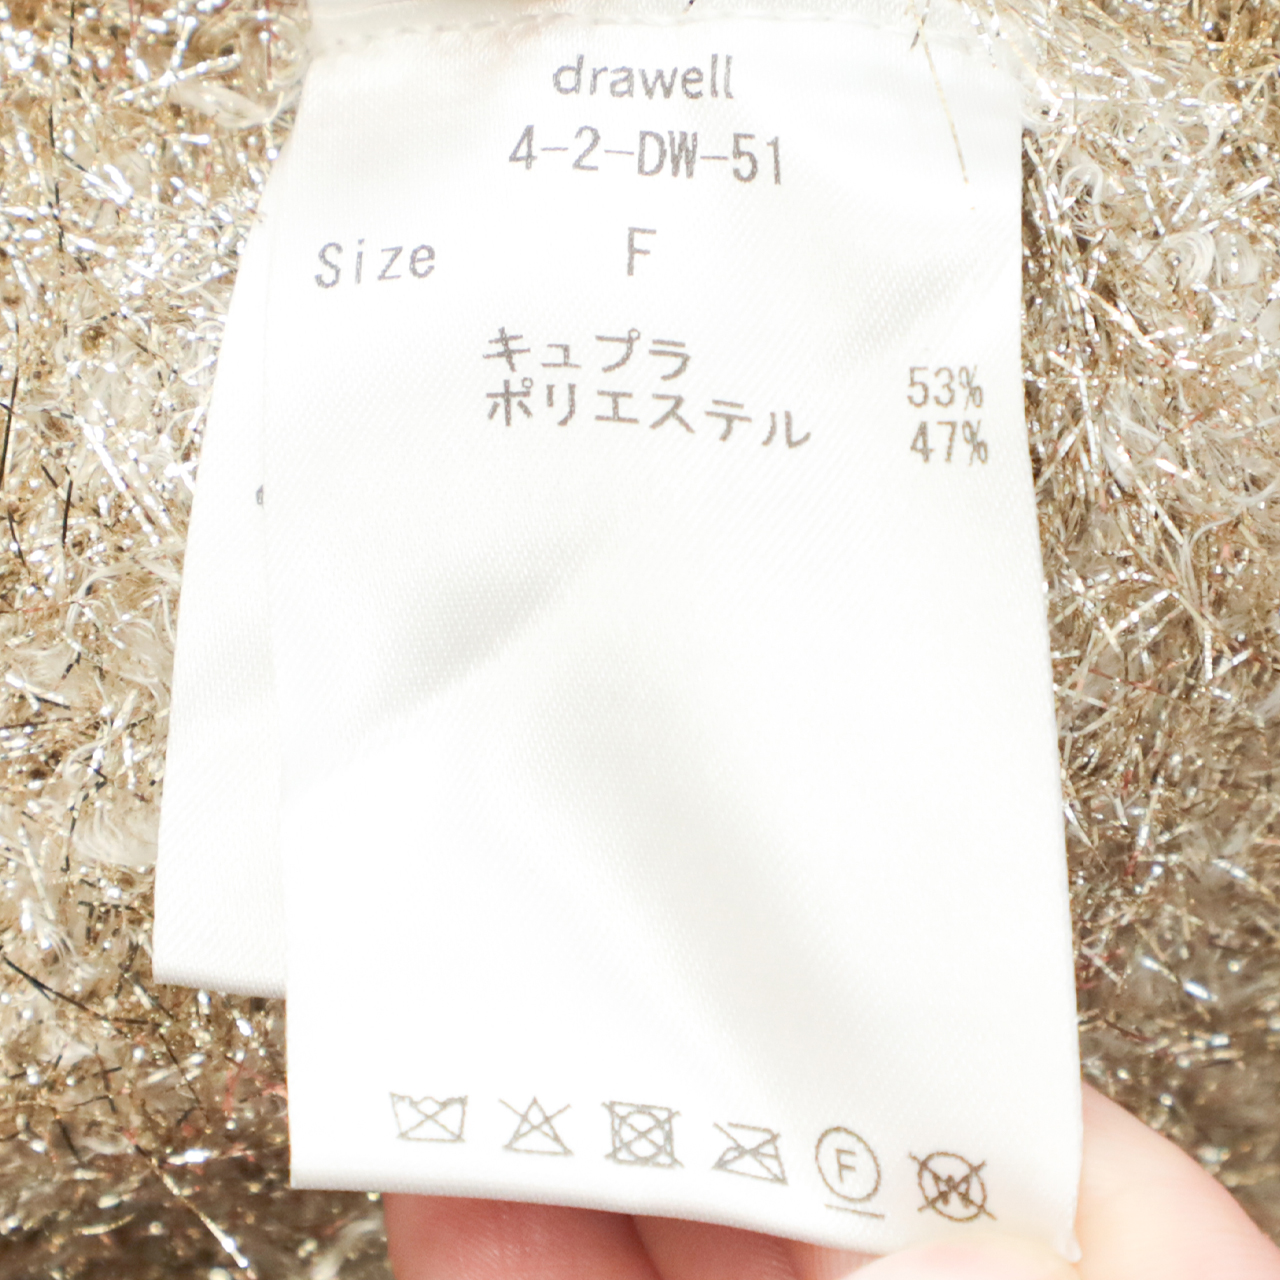 drawell
4-2-DW-51
Size F
キュプラ 53%
ポリエステル 47%
F
W